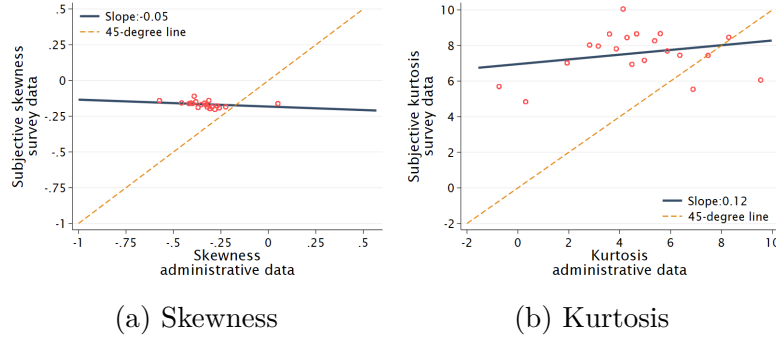 Subjective skewness
survey data
.5
.25
0
-.25
-.5
-.75
-1
Slope:-0.05
45-degree line
-1
-.75
-.5
-.25
0
.25
.5
Skewness
administrative data
(a) Skewness
Subjective kurtosis
survey data
10
8
6
4
2
0
-2
Slope:0.12
45-degree line
-2
0
2
4
6
8
10
Kurtosis
administrative data
(b) Kurtosis